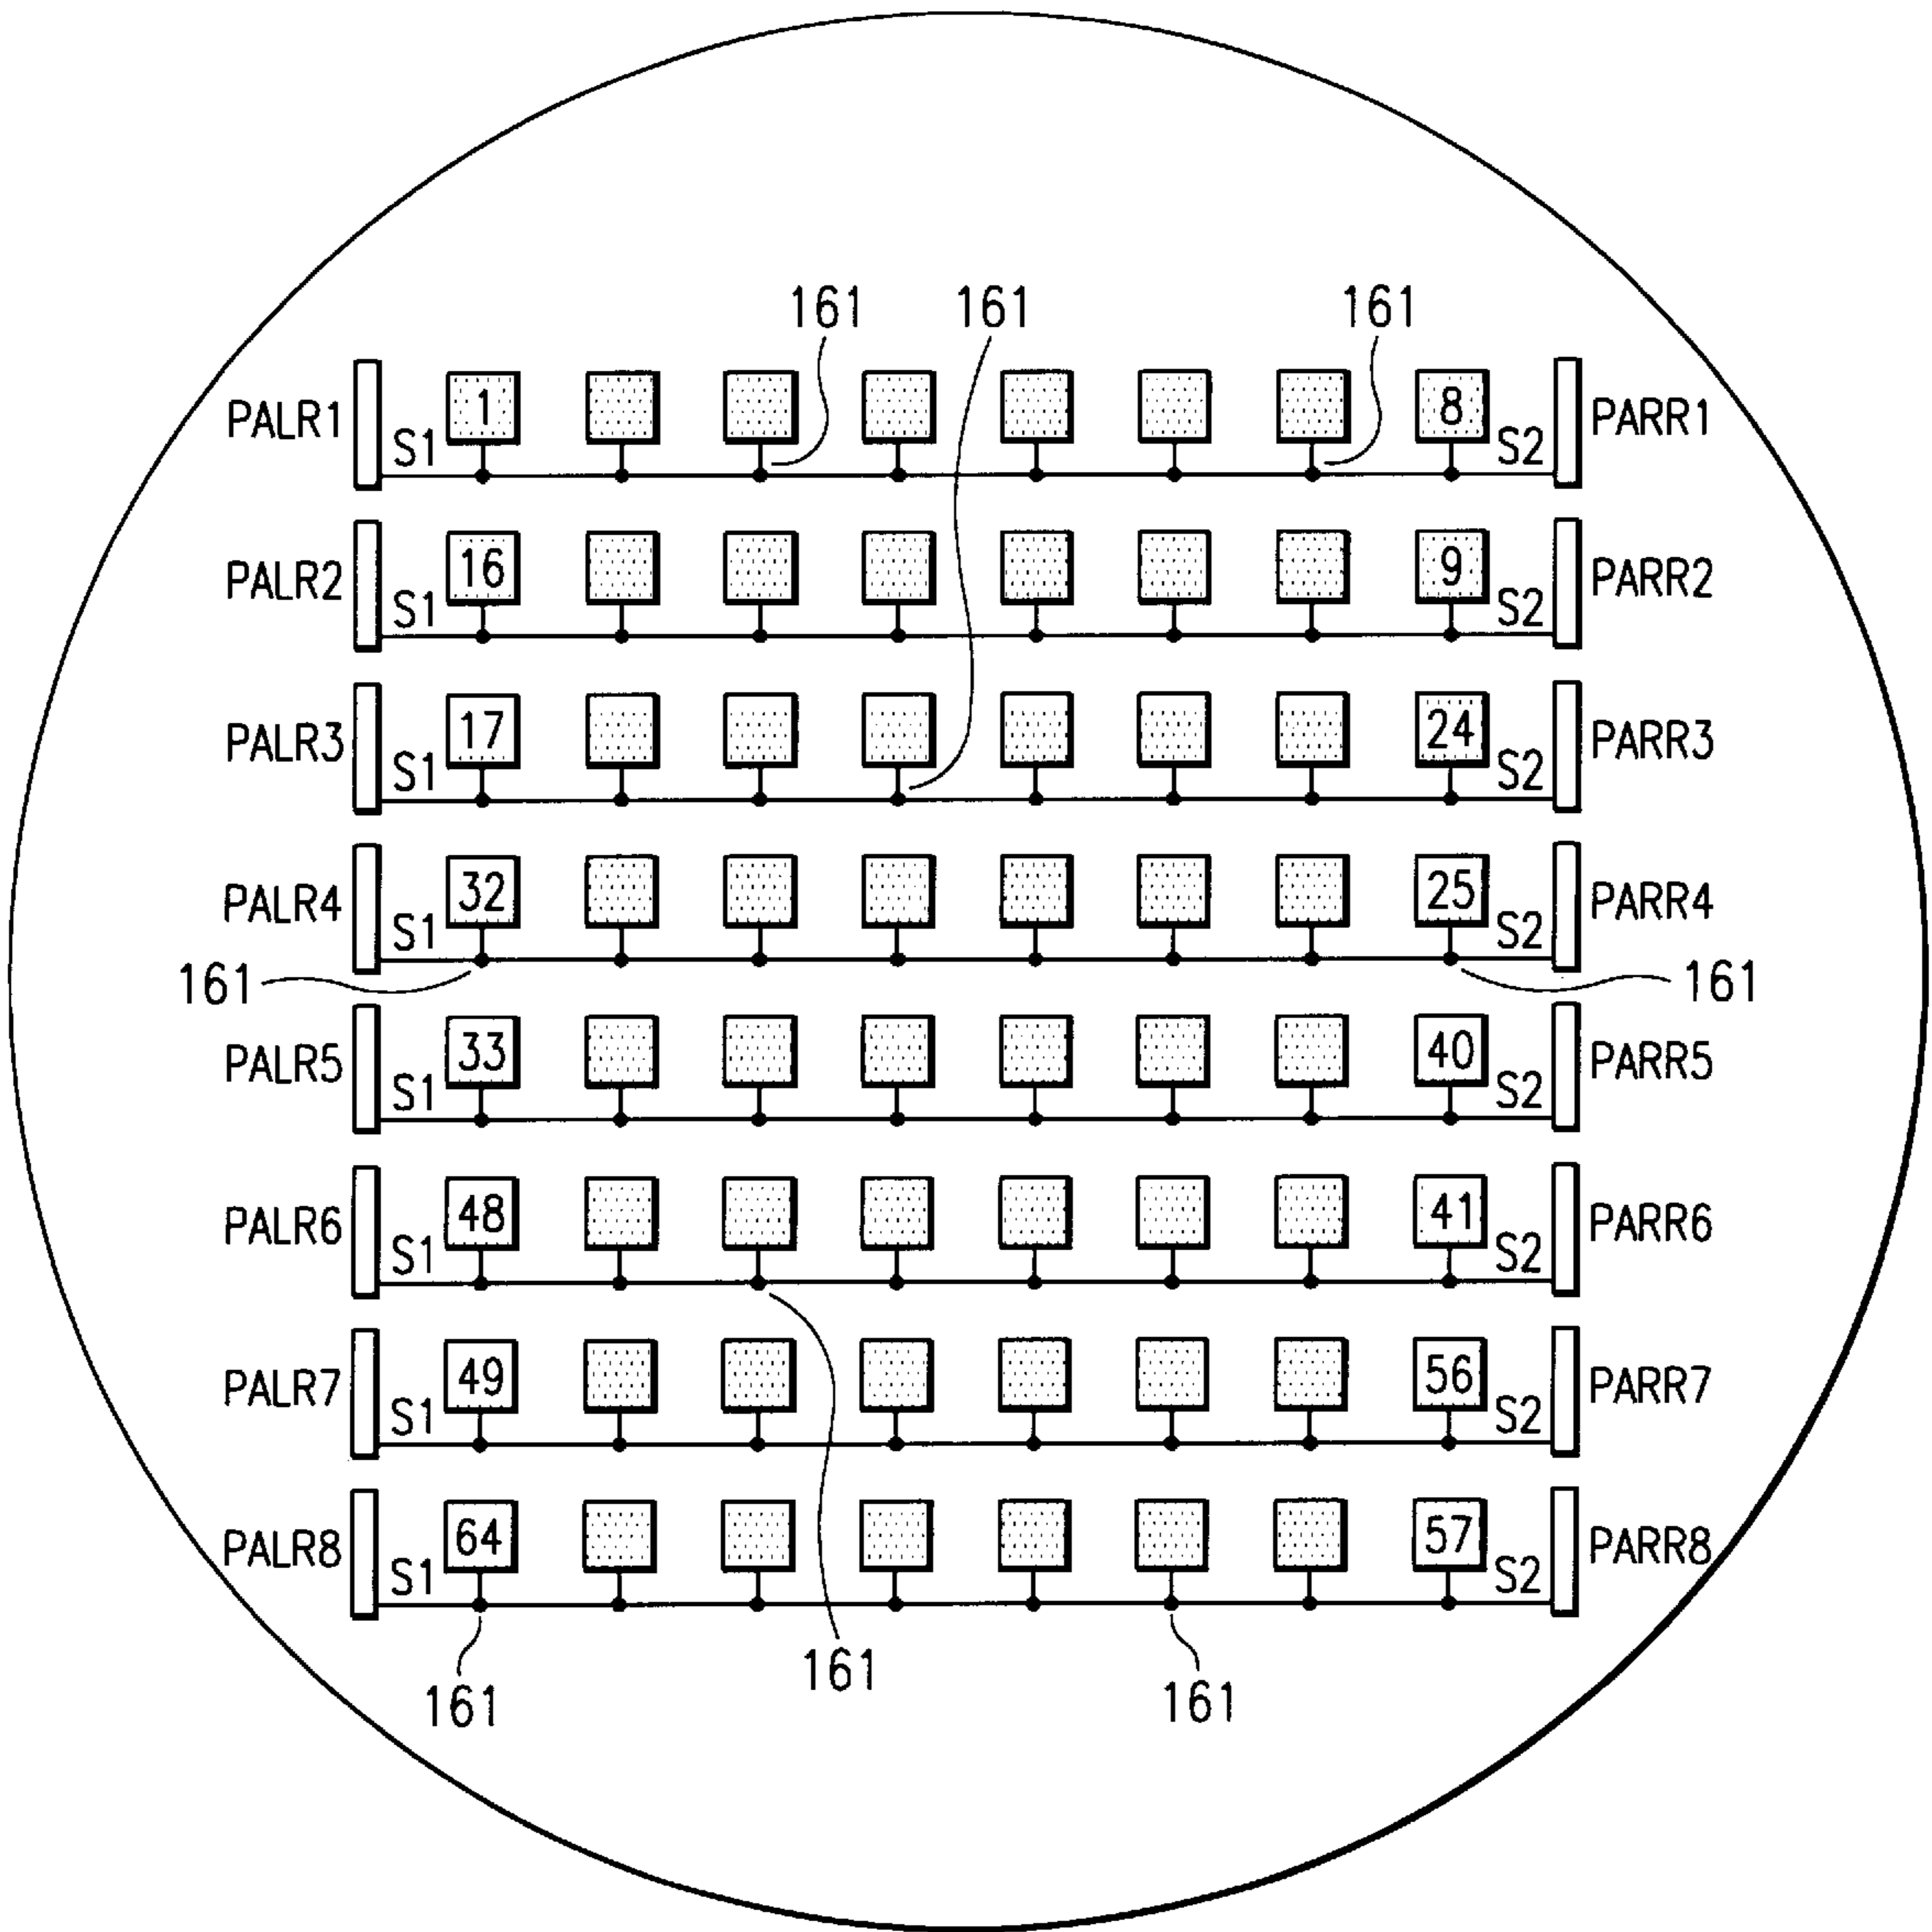 161 161 161
PALR1 S1 1 8 S2 PARR1
PALR2 S1 16 9 S2 PARR2
PALR3 S1 17 24 S2 PARR3
PALR4 S1 32 25 S2 PARR4
161 161
PALR5 S1 33 40 S2 PARR5
PALR6 S1 48 41 S2 PARR6
PALR7 S1 49 56 S2 PARR7
PALR8 S1 64 57 S2 PARR8
161 161 161